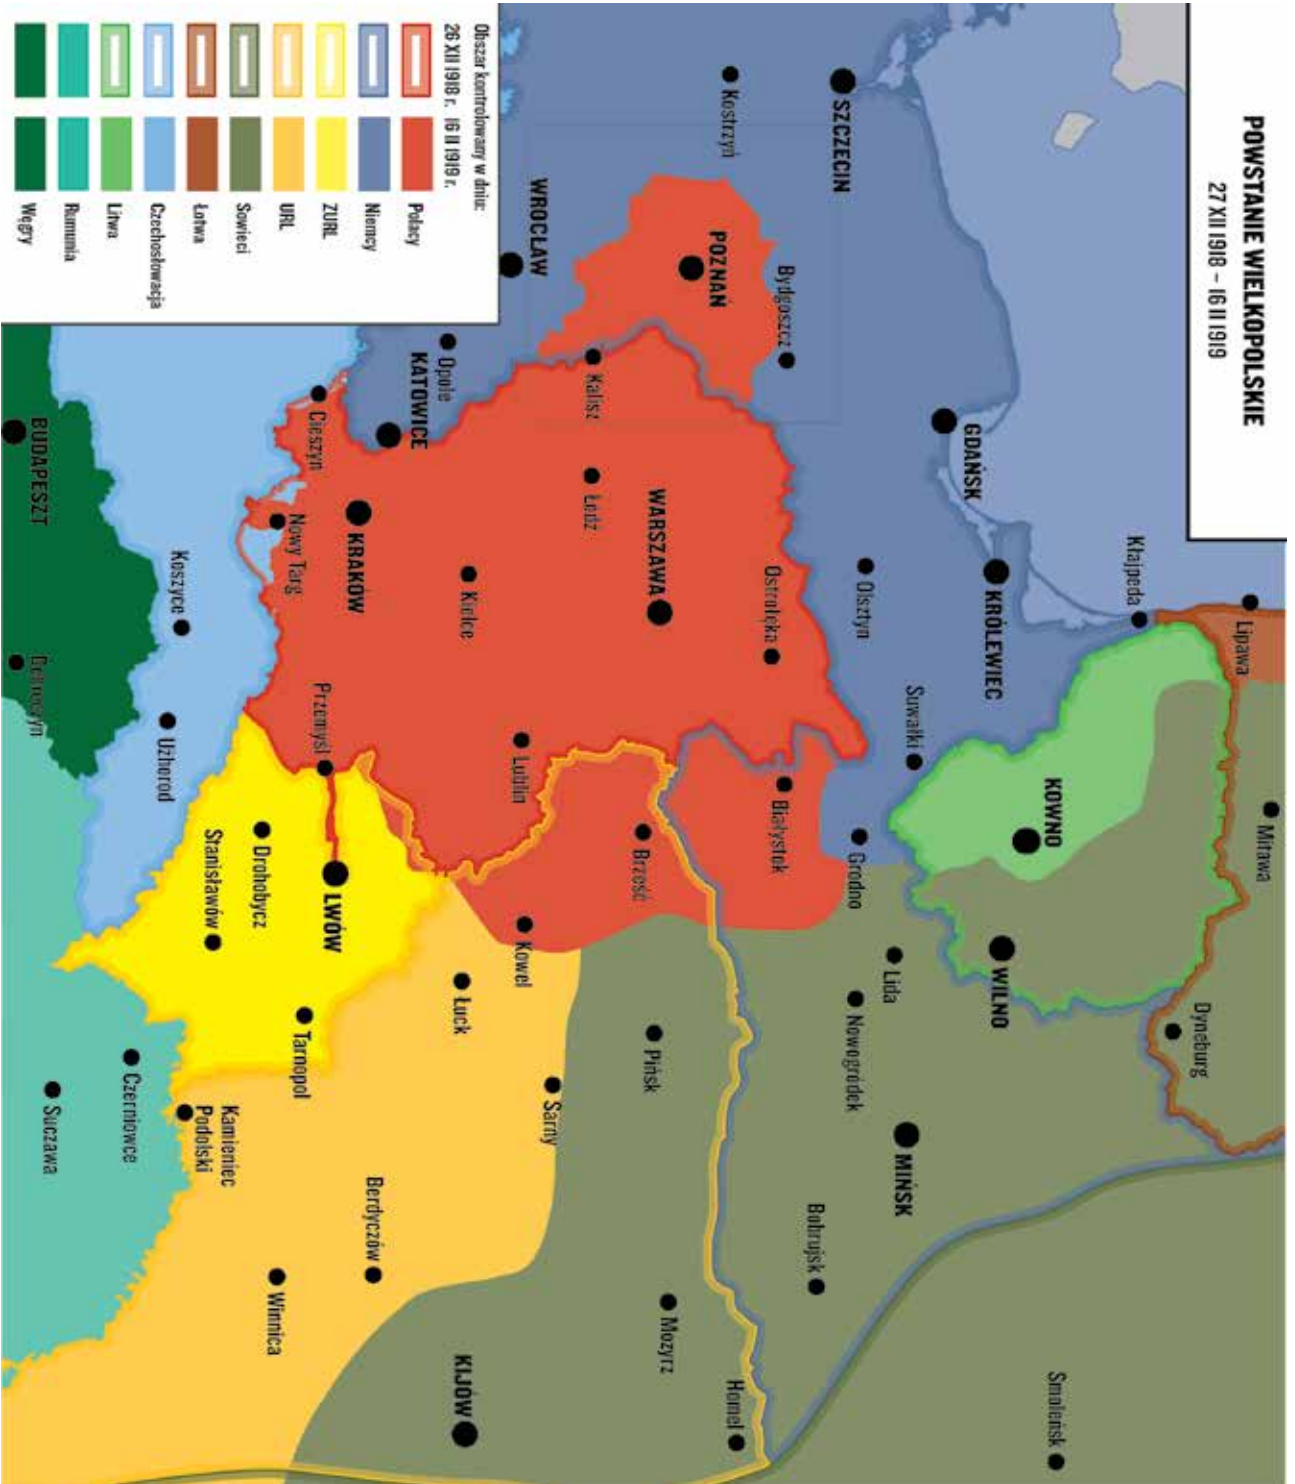 POWSTANIE WIELKOPOLSKIE
27 XII 1918 – 16 II 1919
Lipawa
Mitawa
Kłajpeda
Dyneburg
Smoleńsk
KRÓLEWIEC
KOWNO
WILNO
GDAŃSK
Suwałki
Lida
MIŃSK
Olsztyn
Grodno
Nowogródek
SZCZECIN
Bydgoszcz
Ostrołęka
Białystok
Bobrujsk
Kostrzyń
POZNAŃ
WARSZAWA
Brześć
Pińsk
Mozyrz
Homel
Kalisz
Łódź
WROCŁAW
Lublin
Kowel
Sarny
Opole
KATOWICE
Kielce
Łuck
KIJÓW
Cieszyn
KRAKÓW
Nowy Targ
Przemyśl
LWÓW
Tarnopol
Berdyczów
Drohobycz
Stanisławów
Winnica
Koszyce
Użhorod
Kamieniec
Podolski
Czerniowce
Suczawa
BUDAPESZT
Debreczyn
Obszar kontrolowany w dniu:
26 XII 1918 r. 16 II 1919 r.
Polacy
Niemcy
ZURL
URL
Sowieci
Łotwa
Czechosłowacja
Litwa
Rumunia
Węgry